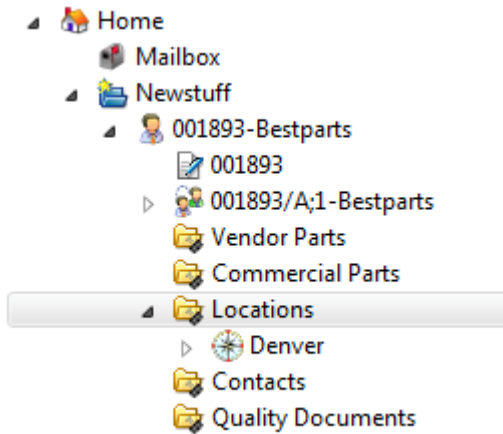 Home
Mailbox
Newstuff
001893-Bestparts
001893
001893/A;1-Bestparts
Vendor Parts
Commercial Parts
Locations
Denver
Contacts
Quality Documents